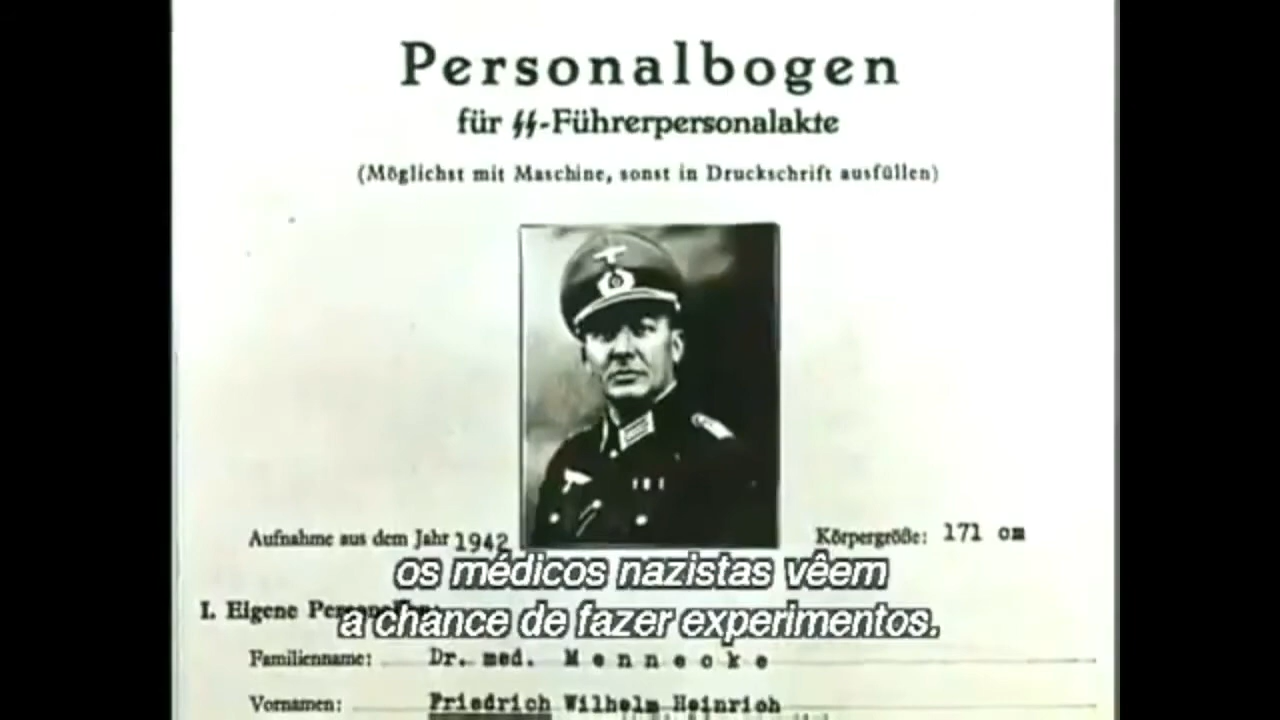 Personalbogen
für ᛋᛋ-Führerpersonalakte
(Möglichst mit Maschine, sonst in Druckschrift ausfüllen)
Aufnahme aus dem Jahr 1942
Körpergröße: 171 cm
os médicos nazistas vêem
a chance de fazer experimentos.
I. Eigene
Familienname: Dr. med. Mennecke
Vornamen: Friedrich Wilhelm Heinrich